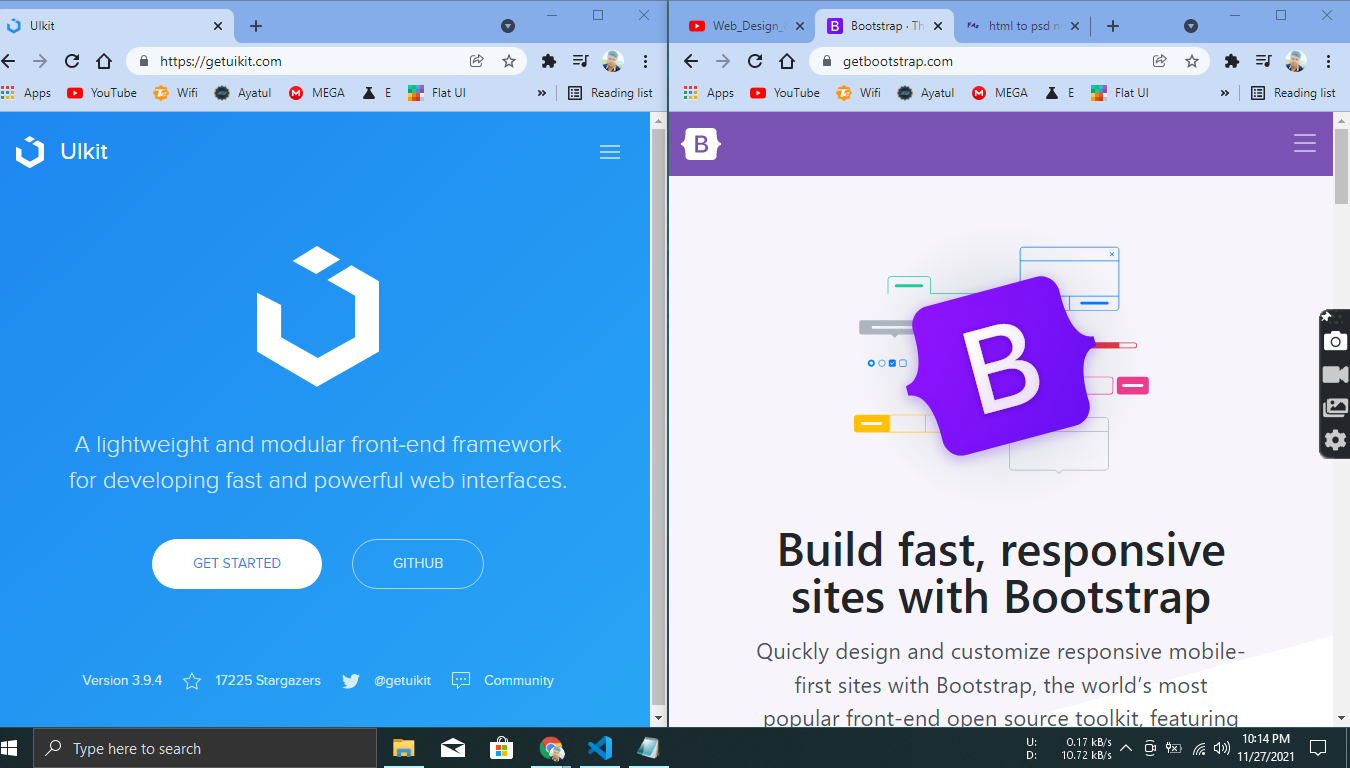 UIkit
https://getuikit.com
Apps
YouTube
Wifi
Ayatul
MEGA
E
Flat UI
»
Reading list
UIkit
A lightweight and modular front-end framework
for developing fast and powerful web interfaces.
GET STARTED
GITHUB
Version 3.9.4
17225 Stargazers
@getuikit
Community
Web_Design_
Bootstrap · Th
html to psd n
getbootstrap.com
Apps
YouTube
Wifi
Ayatul
MEGA
E
Flat UI
»
Reading list
B
B
Build fast, responsive
sites with Bootstrap
Quickly design and customize responsive mobile-
first sites with Bootstrap, the world’s most
popular front-end open source toolkit, featuring
Type here to search
U: 0.17 kB/s
D: 10.72 kB/s
10:14 PM
11/27/2021